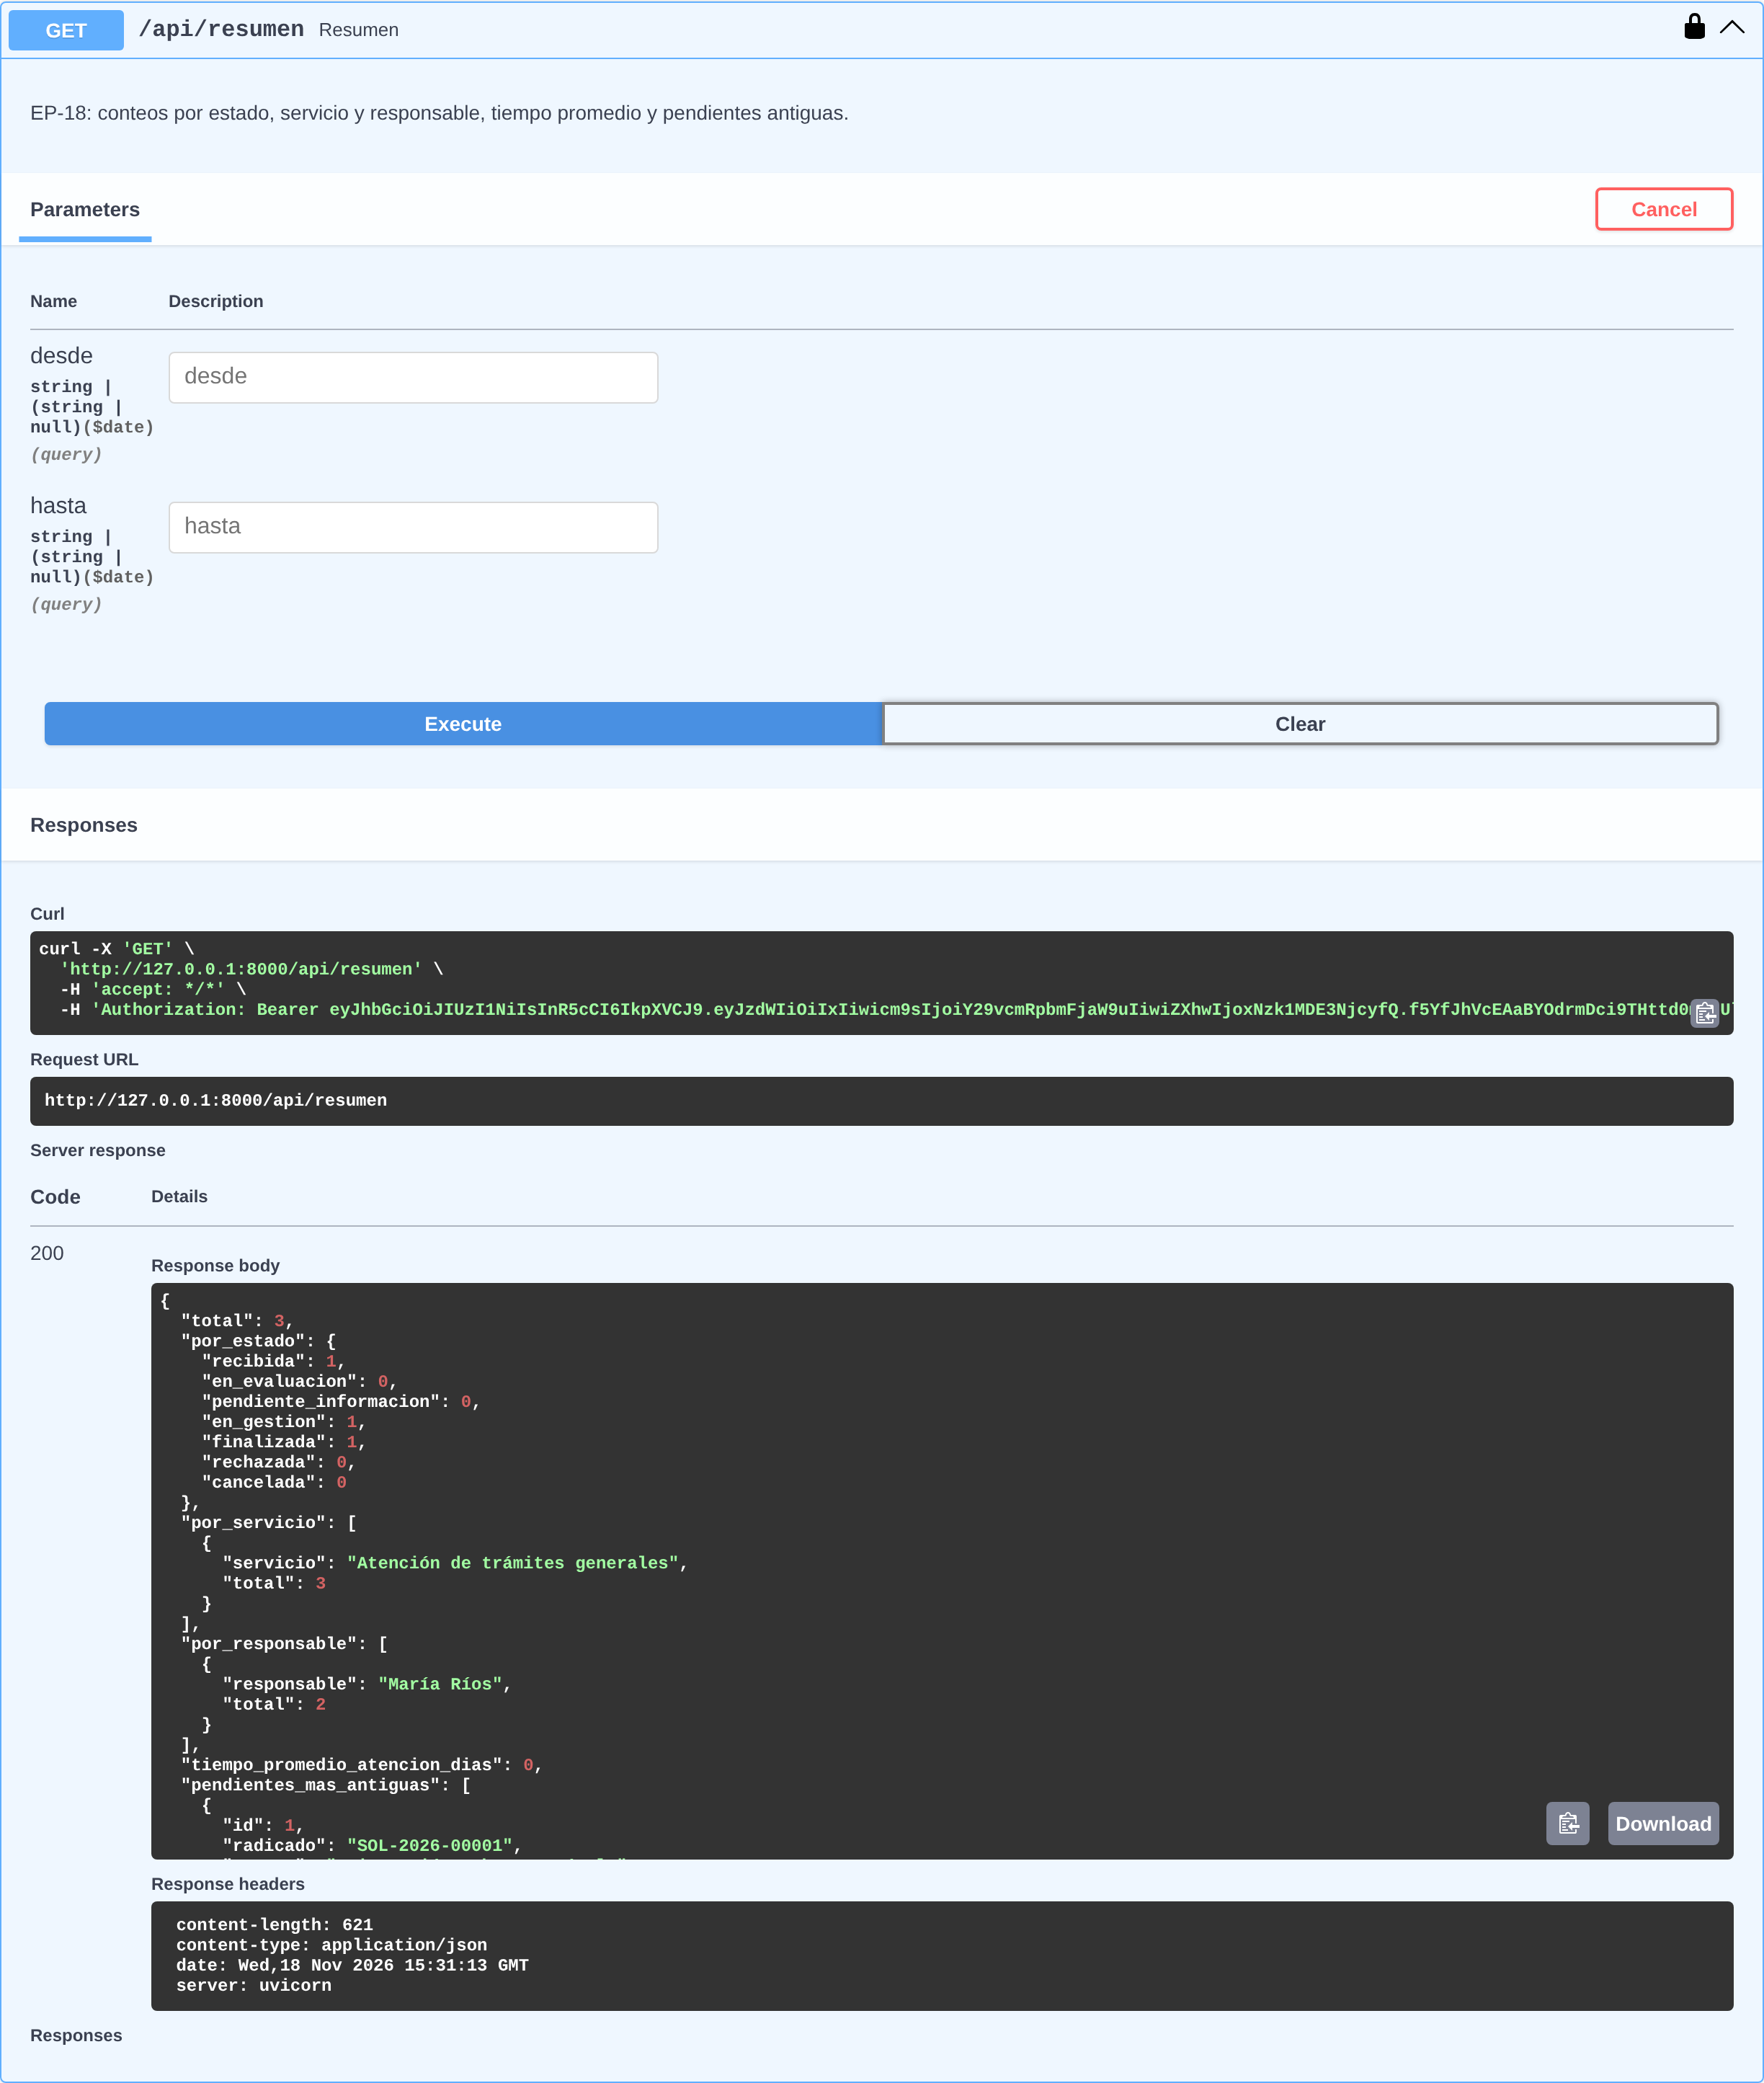 GET /api/resumen Resumen
EP-18: conteos por estado, servicio y responsable, tiempo promedio y pendientes antiguas.
Parameters
Cancel
Name Description
desde
string |
(string |
null)($date)
(query)
desde
hasta
string |
(string |
null)($date)
(query)
hasta
Execute
Clear
Responses
Curl
curl -X 'GET' \
  'http://127.0.0.1:8000/api/resumen' \
  -H 'accept: */*' \
  -H 'Authorization: Bearer eyJhbGciOiJIUzI1NiIsInR5cCI6IkpXVCJ9.eyJzdWIiOiIxIiwicm9sIjoiY29vcmRpbmFjaW9uIiwiZXhwIjoxNzk1MDE3NjcyfQ.f5YfJhVcEAaBYOdrmDci9THttd0
Request URL
http://127.0.0.1:8000/api/resumen
Server response
Code Details
200
Response body
{
  "total": 3,
  "por_estado": {
    "recibida": 1,
    "en_evaluacion": 0,
    "pendiente_informacion": 0,
    "en_gestion": 1,
    "finalizada": 1,
    "rechazada": 0,
    "cancelada": 0
  },
  "por_servicio": [
    {
      "servicio": "Atención de trámites generales",
      "total": 3
    }
  ],
  "por_responsable": [
    {
      "responsable": "María Ríos",
      "total": 2
    }
  ],
  "tiempo_promedio_atencion_dias": 0,
  "pendientes_mas_antiguas": [
    {
      "id": 1,
      "radicado": "SOL-2026-00001",
Download
Response headers
content-length: 621
content-type: application/json
date: Wed,18 Nov 2026 15:31:13 GMT
server: uvicorn
Responses